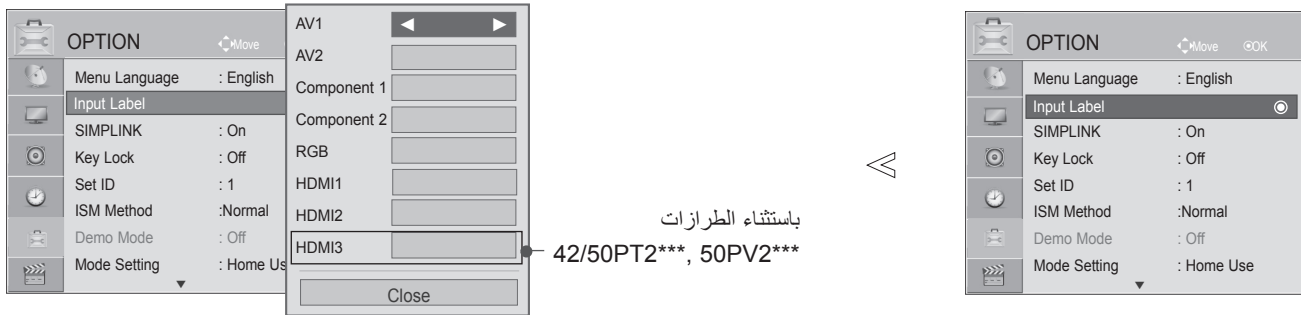 OPTION
Move
Menu Language : English
Input Label
SIMPLINK : On
Key Lock : Off
Set ID : 1
ISM Method :Normal
Demo Mode : Off
Mode Setting : Home Us
AV1
AV2
Component 1
Component 2
RGB
HDMI1
HDMI2
HDMI3
Close
باستثناء الطرازات
42/50PT2***, 50PV2***
OPTION
Move OK
Menu Language : English
Input Label
SIMPLINK : On
Key Lock : Off
Set ID : 1
ISM Method :Normal
Demo Mode : Off
Mode Setting : Home Use